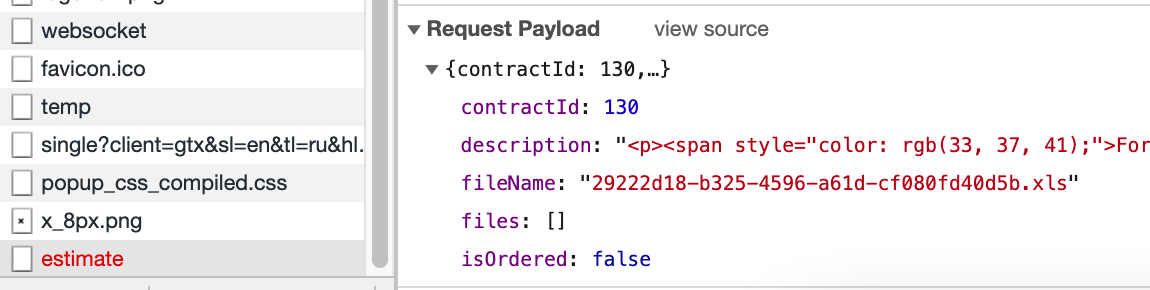 websocket
favicon.ico
temp
single?client=gtx&sl=en&tl=ru&hl.
popup_css_compiled.css
x_8px.png
estimate
Request Payload view source
{contractId: 130,…}
contractId: 130
description: "<p><span style="color: rgb(33, 37, 41);">For
fileName: "29222d18-b325-4596-a61d-cf080fd40d5b.xls"
files: []
isOrdered: false